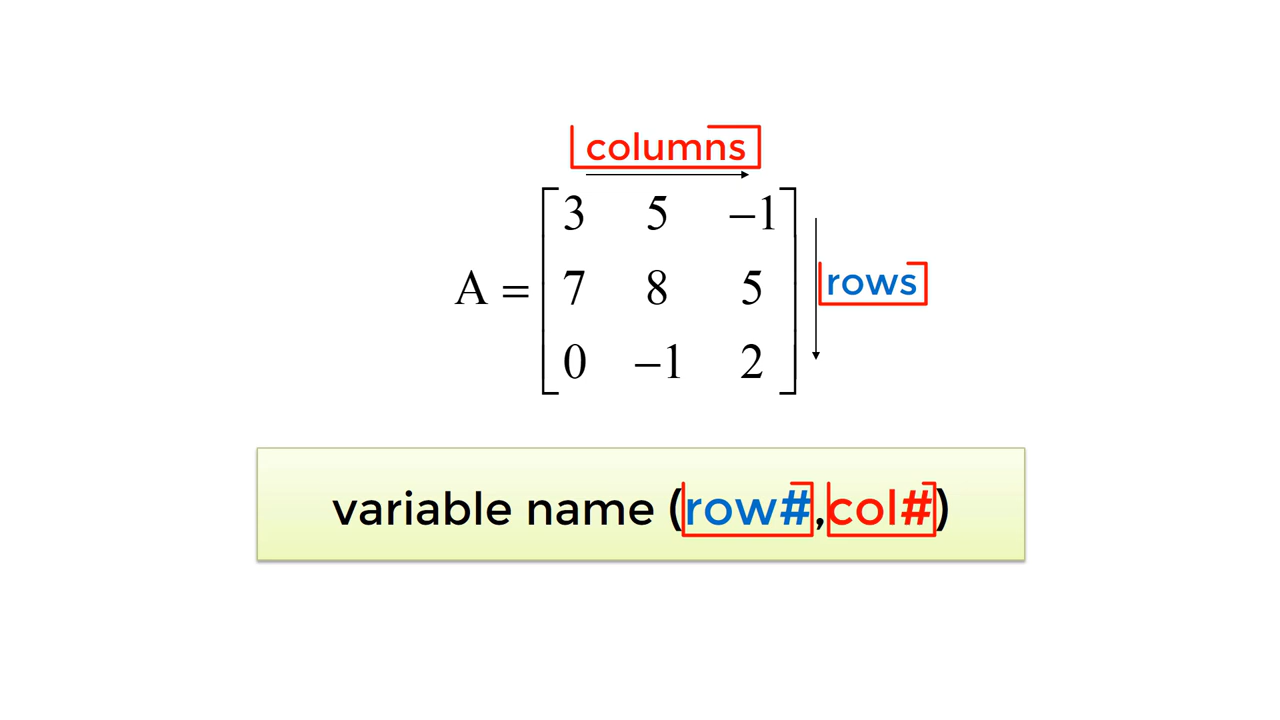 columns
3 5 −1
A = 7 8 5 rows
0 −1 2
variable name (row#,col#)